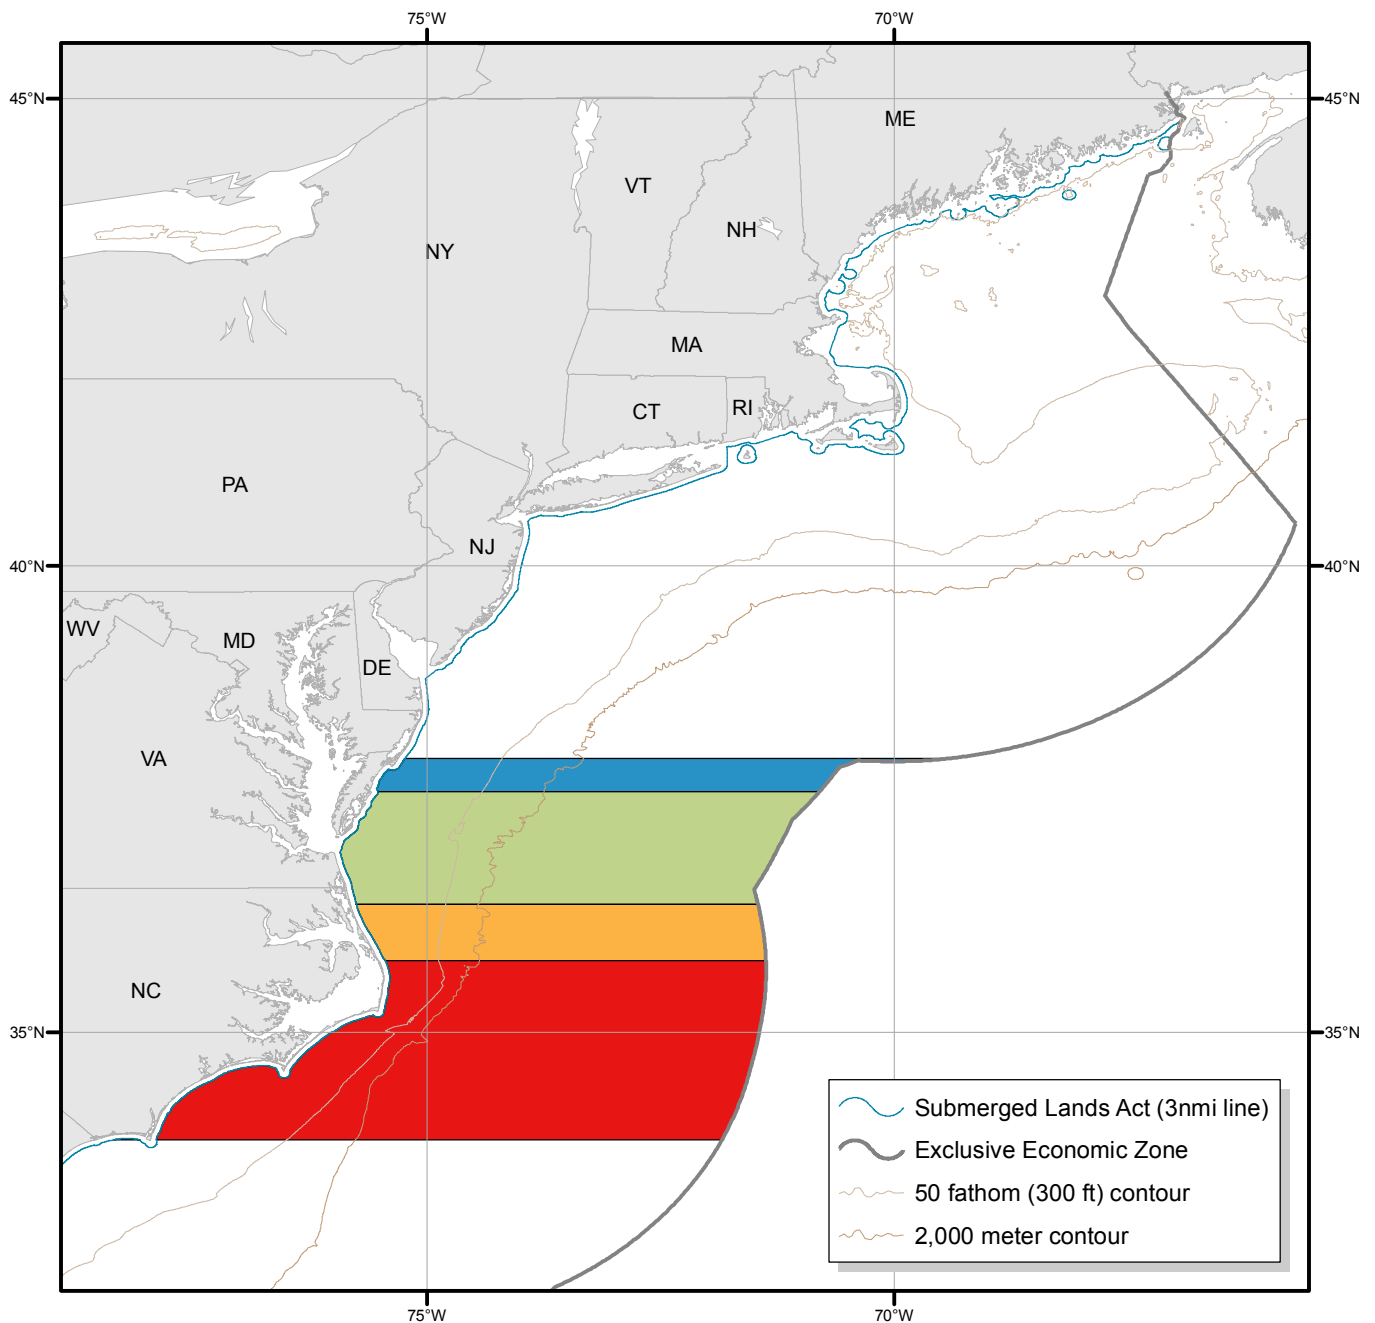 75°W
70°W
45°N
45°N
ME
VT
NH
NY
MA
CT
RI
PA
NJ
40°N
40°N
WV
MD
DE
VA
NC
35°N
35°N
Submerged Lands Act (3nmi line)
Exclusive Economic Zone
50 fathom (300 ft) contour
2,000 meter contour
75°W
70°W